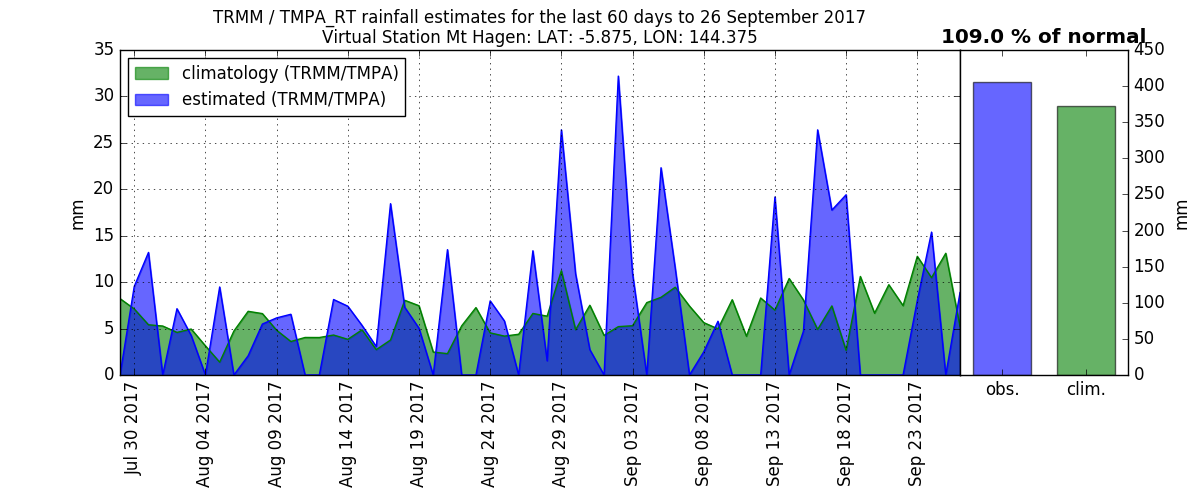 TRMM / TMPA_RT rainfall estimates for the last 60 days to 26 September 2017
Virtual Station Mt Hagen: LAT: -5.875, LON: 144.375
109.0 % of normal
climatology (TRMM/TMPA)
estimated (TRMM/TMPA)
35
30
25
20
15
10
5
0
mm
Jul 30 2017
Aug 04 2017
Aug 09 2017
Aug 14 2017
Aug 19 2017
Aug 24 2017
Aug 29 2017
Sep 03 2017
Sep 08 2017
Sep 13 2017
Sep 18 2017
Sep 23 2017
450
400
350
300
250
200
150
100
50
0
mm
obs.
clim.